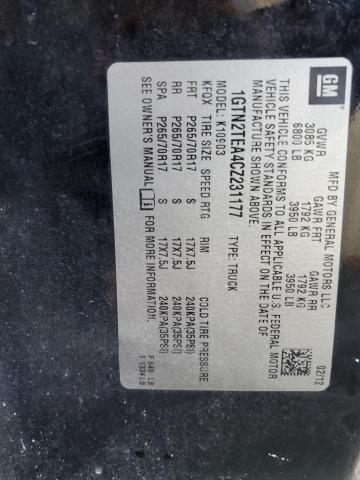 GM
MFD BY GENERAL MOTORS LLC 02/12
GVWR GAWR FRT GAWR RR
3085 KG 1792 KG 1792 KG
6800 LB 3950 LB 3950 LB
THIS VEHICLE CONFORMS TO ALL APPLICABLE U.S. FEDERAL MOTOR
VEHICLE SAFETY STANDARDS IN EFFECT ON THE DATE OF
MANUFACTURE SHOWN ABOVE.
1GTN2TEA4CZ231177 TYPE: TRUCK
MODEL: K10903
KFQX TIRE SIZE SPEED RTG RIM COLD TIRE PRESSURE
FRT P265/70R17 S 17X7.5J 240KPA(35PSI)
RR P265/70R17 S 17X7.5J 240KPA(35PSI)
SPA P265/70R17 S 17X7.5J 240KPA(35PSI)
SEE OWNER'S MANUAL FOR MORE INFORMATION